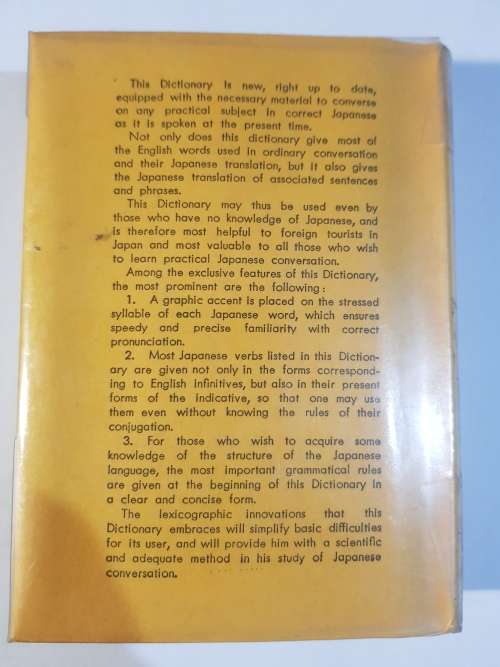 This Dictionary is new, right up to date,
equipped with the necessary material to converse
on any practical subject in correct Japanese
as it is spoken at the present time.
Not only does this dictionary give most of
the English words used in ordinary conversation
and their Japanese translation, but it also gives
the Japanese translation of associated sentences
and phrases.
This Dictionary may thus be used even by
those who have no knowledge of Japanese, and
is therefore most helpful to foreign tourists in
Japan and most valuable to all those who wish
to learn practical Japanese conversation.
Among the exclusive features of this Dictionary,
the most prominent are the following:
1. A graphic accent is placed on the stressed
syllable of each Japanese word, which ensures
speedy and precise familiarity with correct
pronunciation.
2. Most Japanese verbs listed in this Diction-
ary are given not only in the forms correspond-
ing to English infinitives, but also in their present
forms of the indicative, so that one may use
them even without knowing the rules of their
conjugation.
3. For those who wish to acquire some
knowledge of the structure of the Japanese
language, the most important grammatical rules
are given at the beginning of this Dictionary in
a clear and concise form.
The lexicographic innovations that this
Dictionary embraces will simplify basic difficulties
for its user, and will provide him with a scientific
and adequate method in his study of Japanese
conversation.